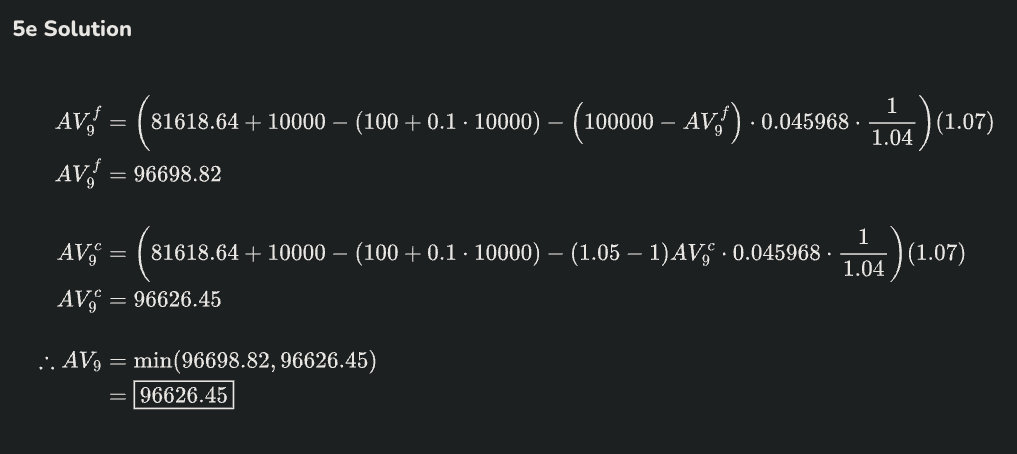 5e Solution
$AV_9^f = \left(81618.64 + 10000 - (100 + 0.1 \cdot 10000) - \left(100000 - AV_9^f\right) \cdot 0.045968 \cdot \frac{1}{1.04}\right)(1.07)$
$AV_9^f = 96698.82$
$AV_9^c = \left(81618.64 + 10000 - (100 + 0.1 \cdot 10000) - (1.05 - 1)AV_9^c \cdot 0.045968 \cdot \frac{1}{1.04}\right)(1.07)$
$AV_9^c = 96626.45$
$\therefore AV_9 = \min(96698.82, 96626.45)$
$= \boxed{96626.45}$